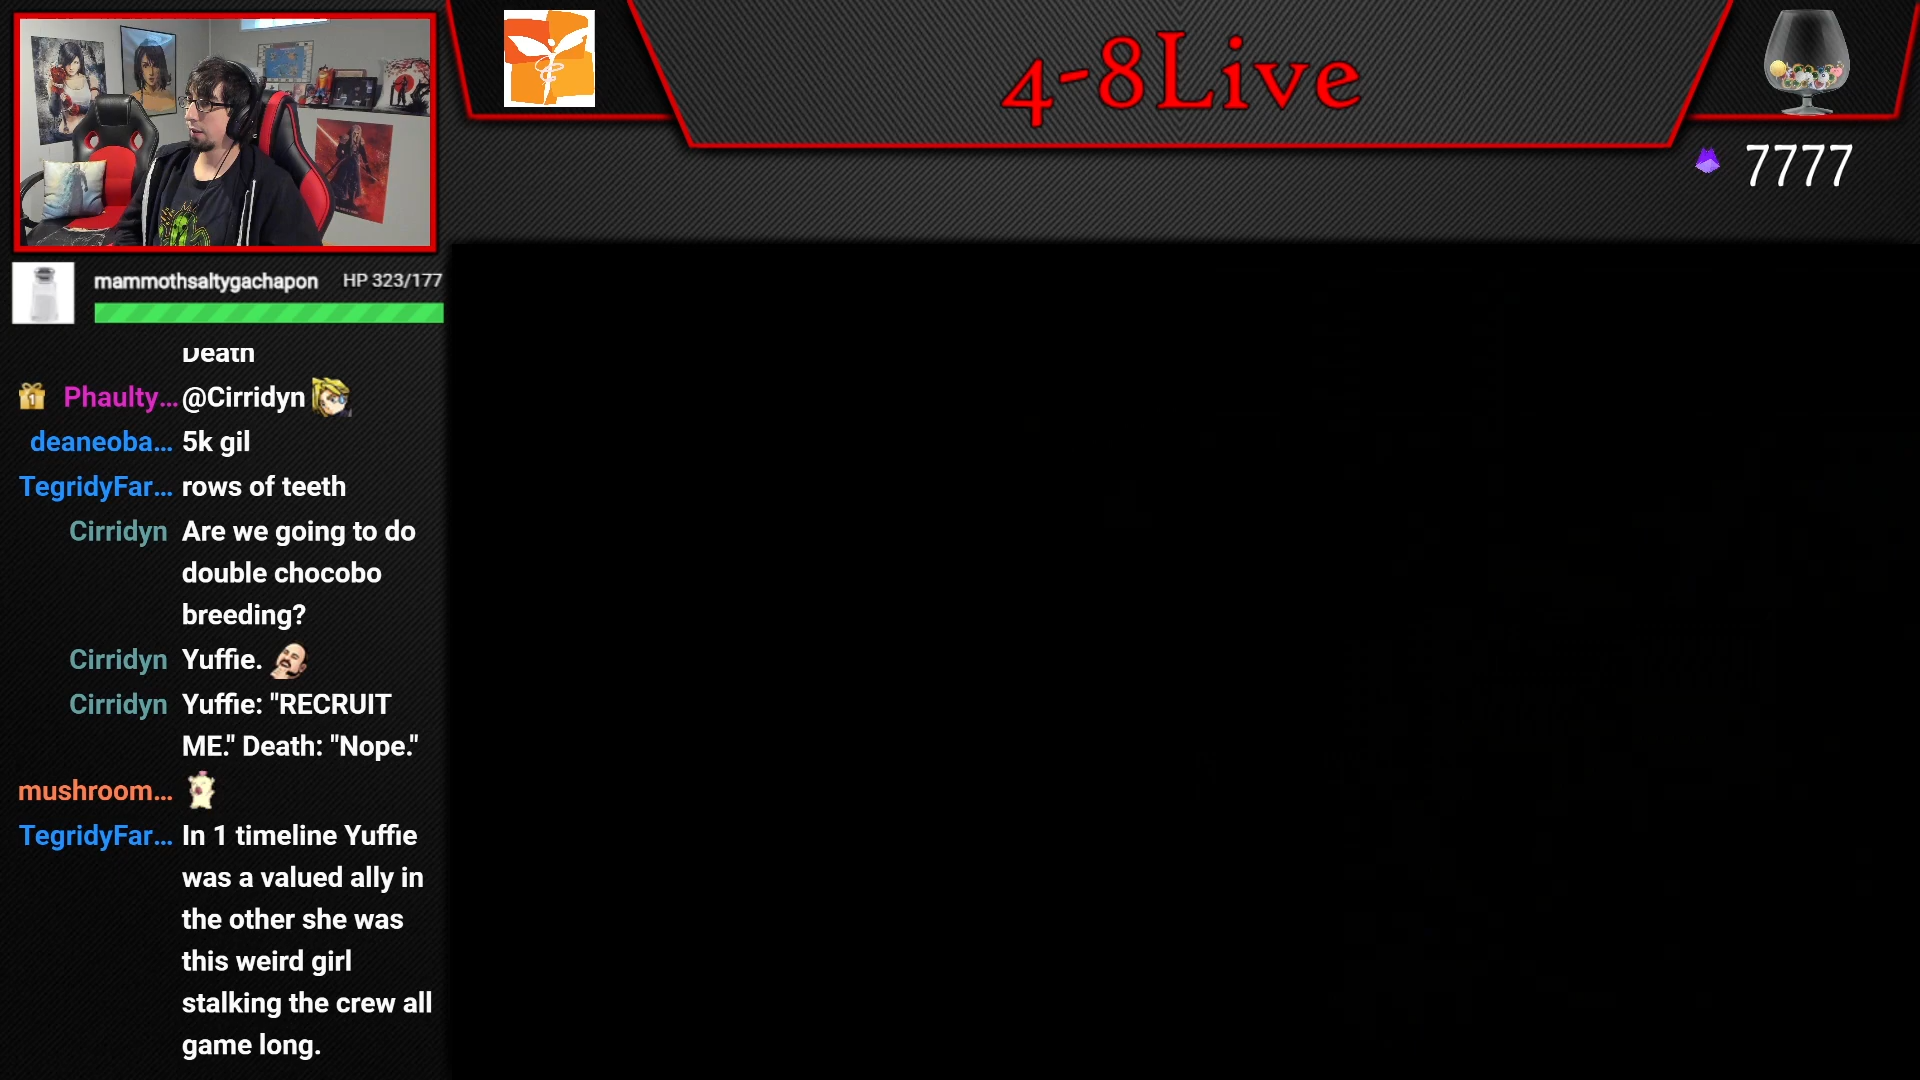 4-8Live
7777
mammothsaltygachapon HP 323/177
Death
Phaulty... @Cirridyn
deaneoba... 5k gil
TegridyFar... rows of teeth
Cirridyn Are we going to do
double chocobo
breeding?
Cirridyn Yuffie.
Cirridyn Yuffie: "RECRUIT
ME." Death: "Nope."
mushroom...
TegridyFar... In 1 timeline Yuffie
was a valued ally in
the other she was
this weird girl
stalking the crew all
game long.